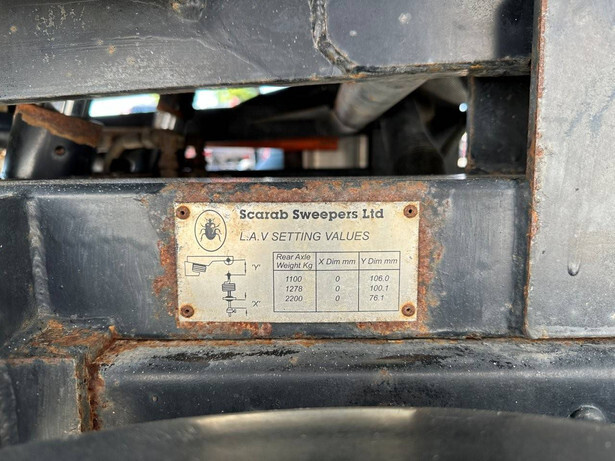 Scarab Sweepers Ltd
L.A.V SETTING VALUES
"Y"
"X"
Rear Axle Weight Kg X Dim mm Y Dim mm
1100 0 106.0
1278 0 100.1
2200 0 76.1